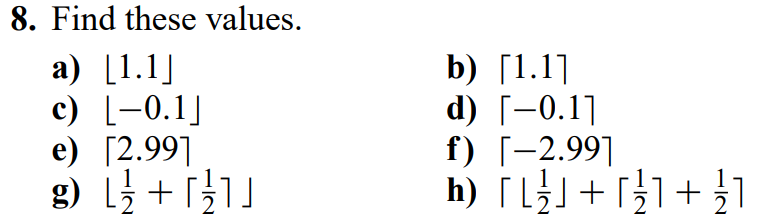 8. Find these values.
a) ⌊1.1⌋ b) ⌈1.1⌉
c) ⌊−0.1⌋ d) ⌈−0.1⌉
e) ⌈2.99⌉ f) ⌈−2.99⌉
g) ⌊½ + ⌈½⌉⌋ h) ⌈⌊½⌋ + ⌈½⌉ + ½⌉